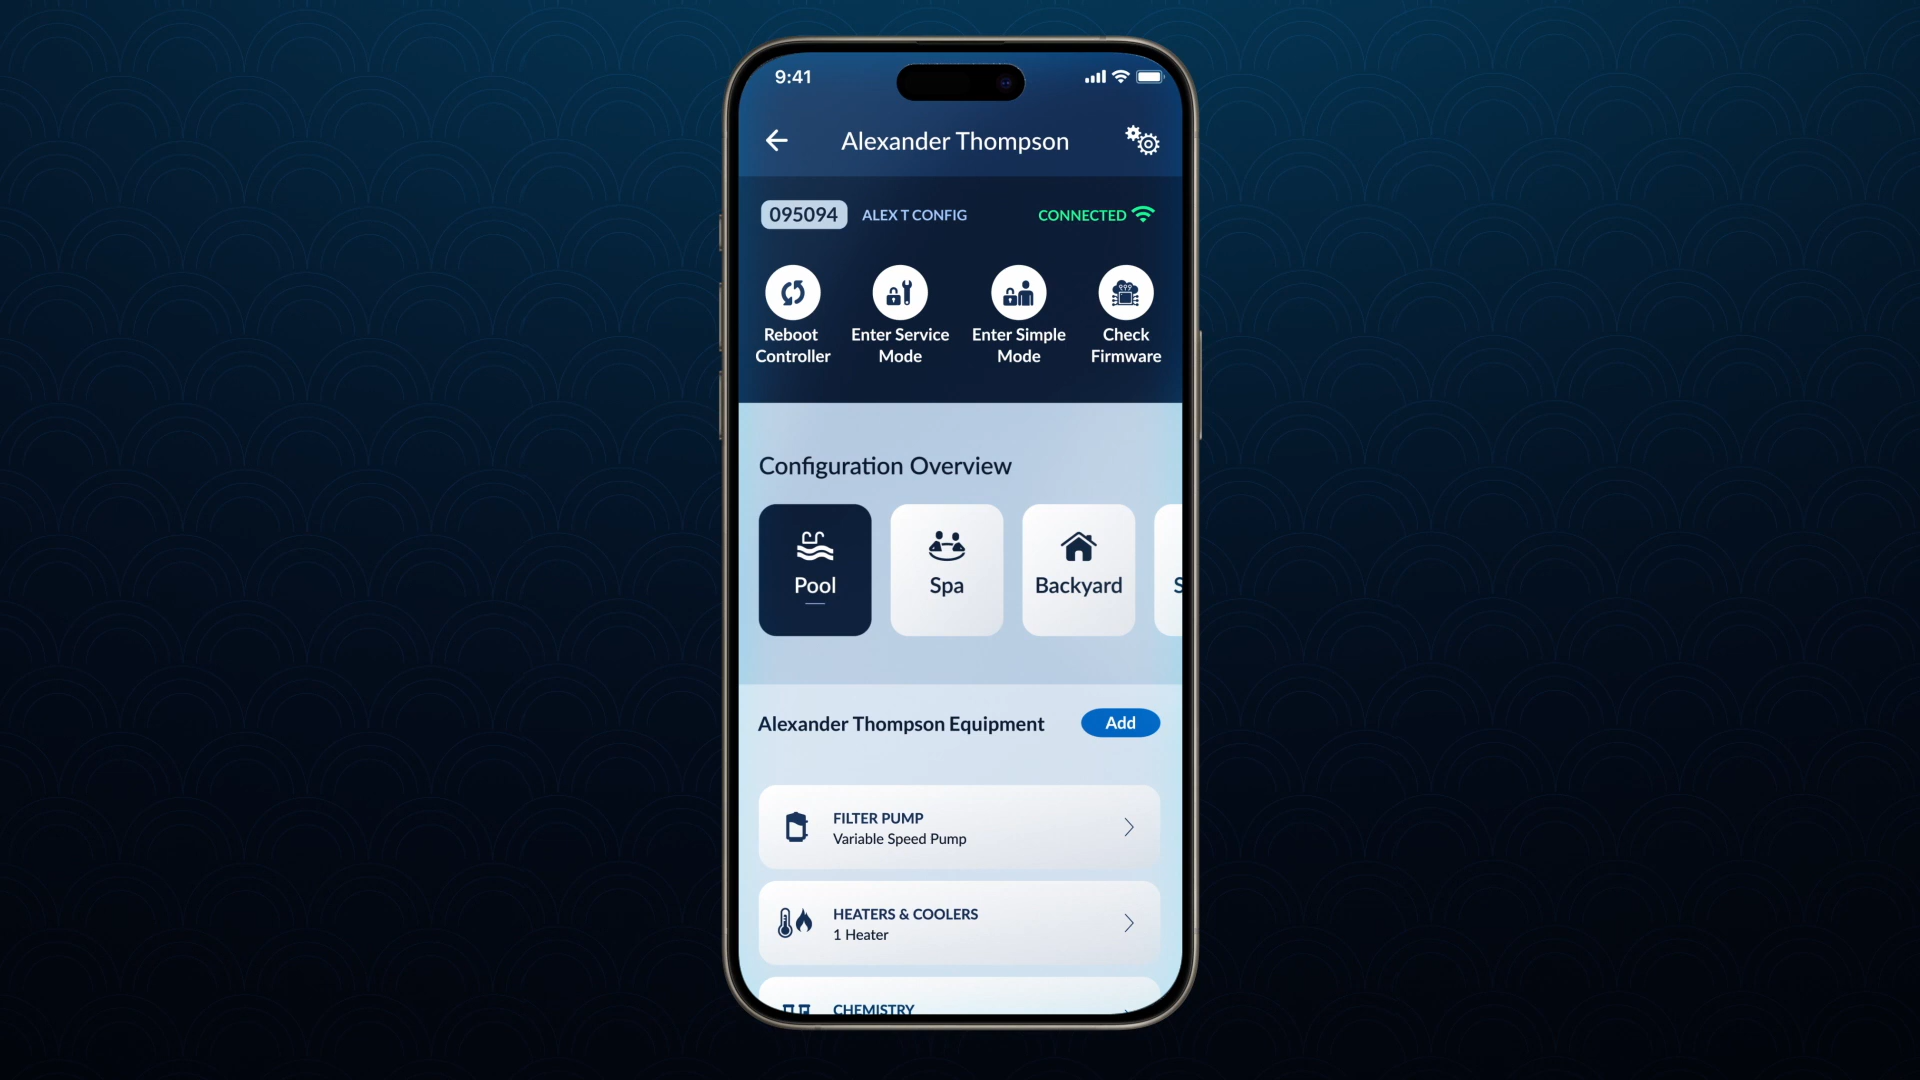 9:41
Alexander Thompson
095094 ALEX T CONFIG CONNECTED
Reboot Controller
Enter Service Mode
Enter Simple Mode
Check Firmware
Configuration Overview
Pool
Spa
Backyard
S
Alexander Thompson Equipment
Add
FILTER PUMP
Variable Speed Pump
HEATERS & COOLERS
1 Heater
CHEMISTRY